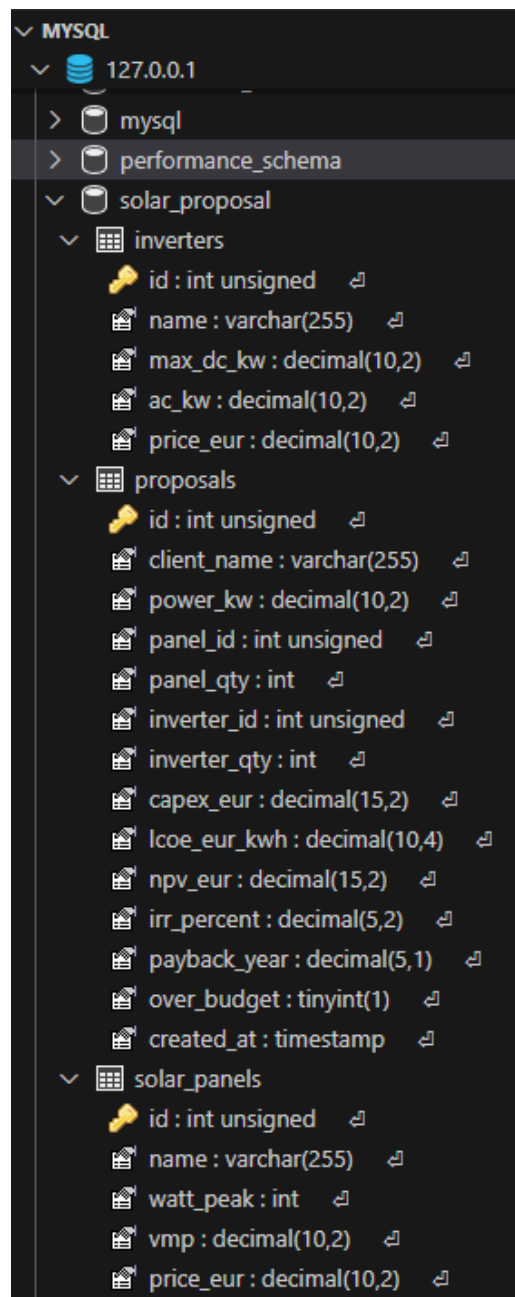 MYSQL
127.0.0.1
mysql
performance_schema
solar_proposal
inverters
id : int unsigned
name : varchar(255)
max_dc_kw : decimal(10,2)
ac_kw : decimal(10,2)
price_eur : decimal(10,2)
proposals
id : int unsigned
client_name : varchar(255)
power_kw : decimal(10,2)
panel_id : int unsigned
panel_qty : int
inverter_id : int unsigned
inverter_qty : int
capex_eur : decimal(15,2)
lcoe_eur_kwh : decimal(10,4)
npv_eur : decimal(15,2)
irr_percent : decimal(5,2)
payback_year : decimal(5,1)
over_budget : tinyint(1)
created_at : timestamp
solar_panels
id : int unsigned
name : varchar(255)
watt_peak : int
vmp : decimal(10,2)
price_eur : decimal(10,2)